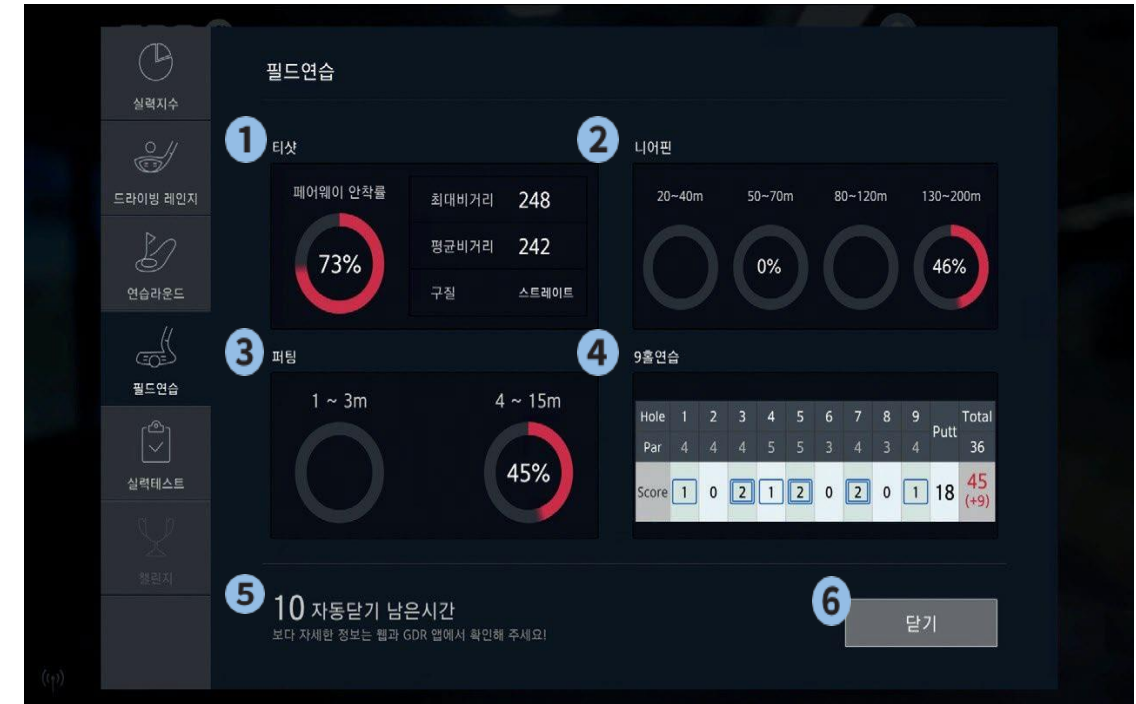 실력지수
드라이빙 레인지
연습라운드
필드연습
실력테스트
챌린지
필드연습
1 티샷
페어웨이 안착률
73%
최대비거리 248
평균비거리 242
구질 스트레이트
2 니어핀
20~40m 50~70m 80~120m 130~200m
0% 46%
3 퍼팅
1 ~ 3m 4 ~ 15m
45%
4 9홀연습
Hole 1 2 3 4 5 6 7 8 9 Putt Total
Par 4 4 4 5 5 3 4 3 4 36
Score 1 0 2 1 2 0 2 0 1 18 45
(+9)
5 10 자동닫기 남은시간
보다 자세한 정보는 웹과 GDR 앱에서 확인해 주세요!
6 닫기